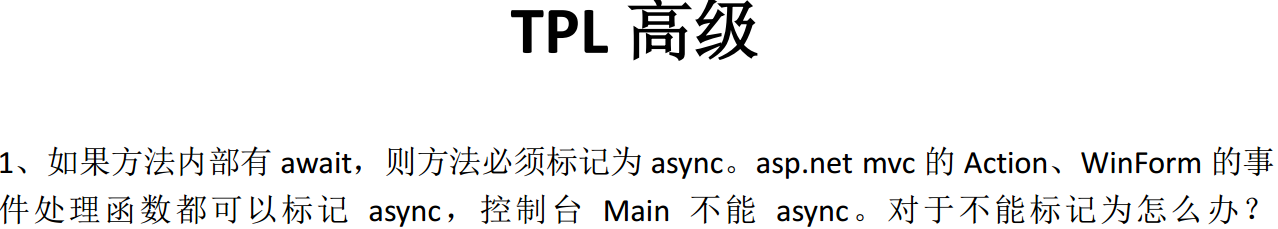 TPL 高级
1、如果方法内部有 await，则方法必须标记为 async。asp.net mvc 的 Action、WinForm 的事
件处理函数都可以标记 async，控制台 Main 不能 async。对于不能标记为怎么办？